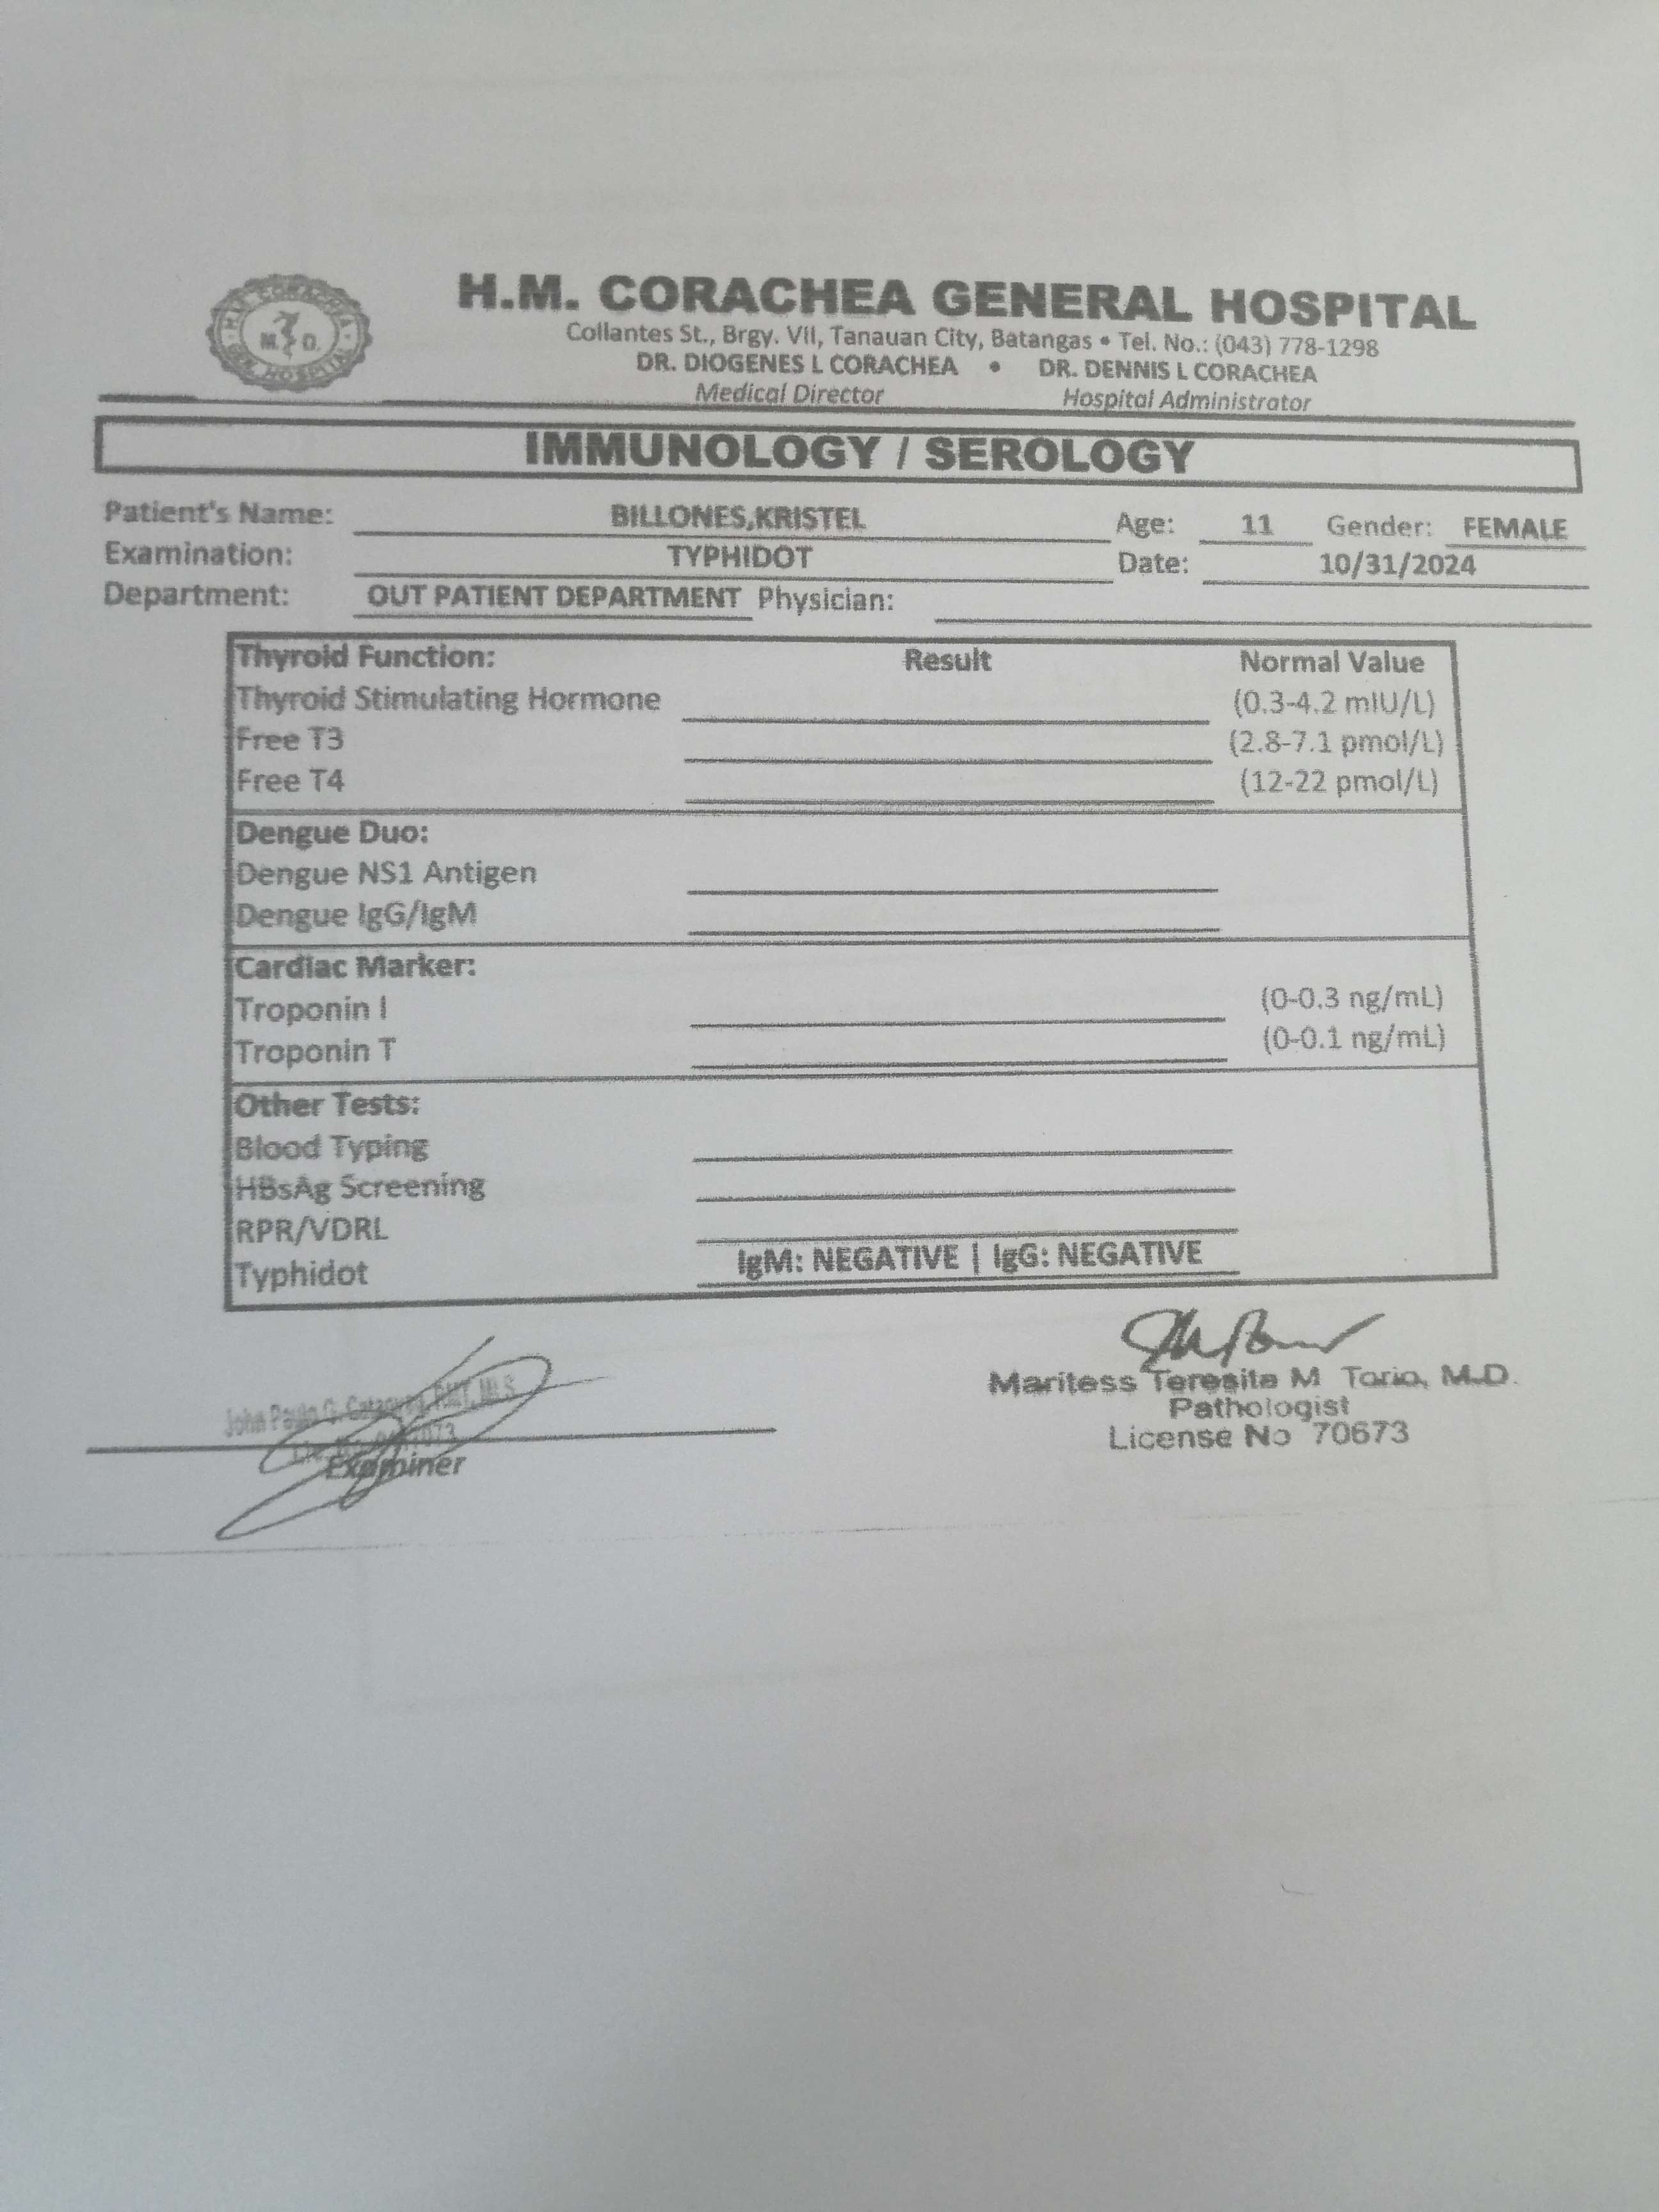 H.M. CORACHEA GENERAL HOSPITAL
Collantes St., Brgy. VII, Tanauan City, Batangas • Tel. No.: (043) 778-1298
DR. DIOGENES L CORACHEA • DR. DENNIS L CORACHEA
Medical Director Hospital Administrator
H.M. CORACHEA
M. D.
GEN. HOSPITAL
IMMUNOLOGY / SEROLOGY
Patient's Name: BILLONES,KRISTEL Age: 11 Gender: FEMALE
Examination: TYPHIDOT Date: 10/31/2024
Department: OUT PATIENT DEPARTMENT Physician:
Thyroid Function: Result Normal Value
Thyroid Stimulating Hormone (0.3-4.2 mIU/L)
Free T3 (2.8-7.1 pmol/L)
Free T4 (12-22 pmol/L)
Dengue Duo:
Dengue NS1 Antigen
Dengue IgG/IgM
Cardiac Marker:
Troponin I (0-0.3 ng/mL)
Troponin T (0-0.1 ng/mL)
Other Tests:
Blood Typing
HBsAg Screening
RPR/VDRL
Typhidot IgM: NEGATIVE | IgG: NEGATIVE
John Paulo G. RMT, MLS
Examiner
Maritess Teresita M Torio, M.D.
Pathologist
License No 70673